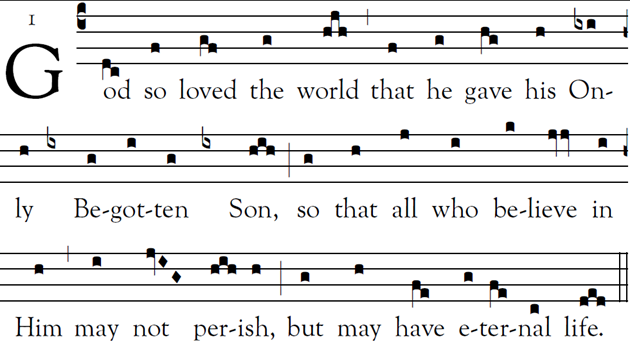 1
God so loved the world that he gave his On-
ly Be-got-ten Son, so that all who be-lieve in
Him may not per-ish, but may have e-ter-nal life.